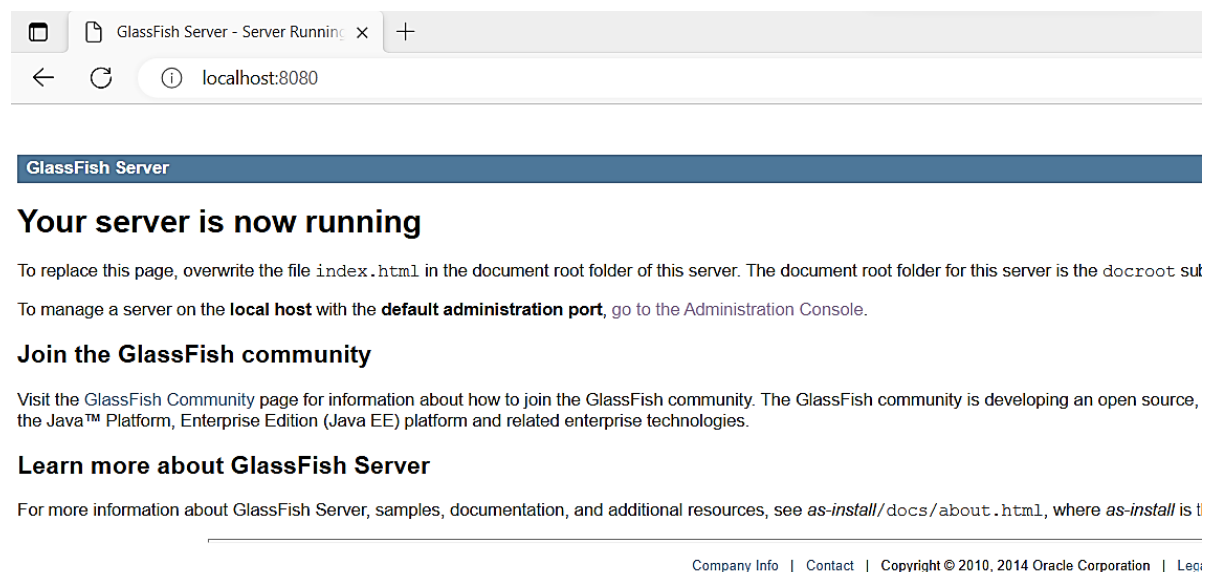 GlassFish Server - Server Running
localhost:8080
GlassFish Server
Your server is now running
To replace this page, overwrite the file index.html in the document root folder of this server. The document root folder for this server is the docroot
To manage a server on the local host with the default administration port, go to the Administration Console.
Join the GlassFish community
Visit the GlassFish Community page for information about how to join the GlassFish community. The GlassFish community is developing an open source,
the Java™ Platform, Enterprise Edition (Java EE) platform and related enterprise technologies.
Learn more about GlassFish Server
For more information about GlassFish Server, samples, documentation, and additional resources, see as-install/docs/about.html, where as-install is
Company Info | Contact | Copyright © 2010, 2014 Oracle Corporation |